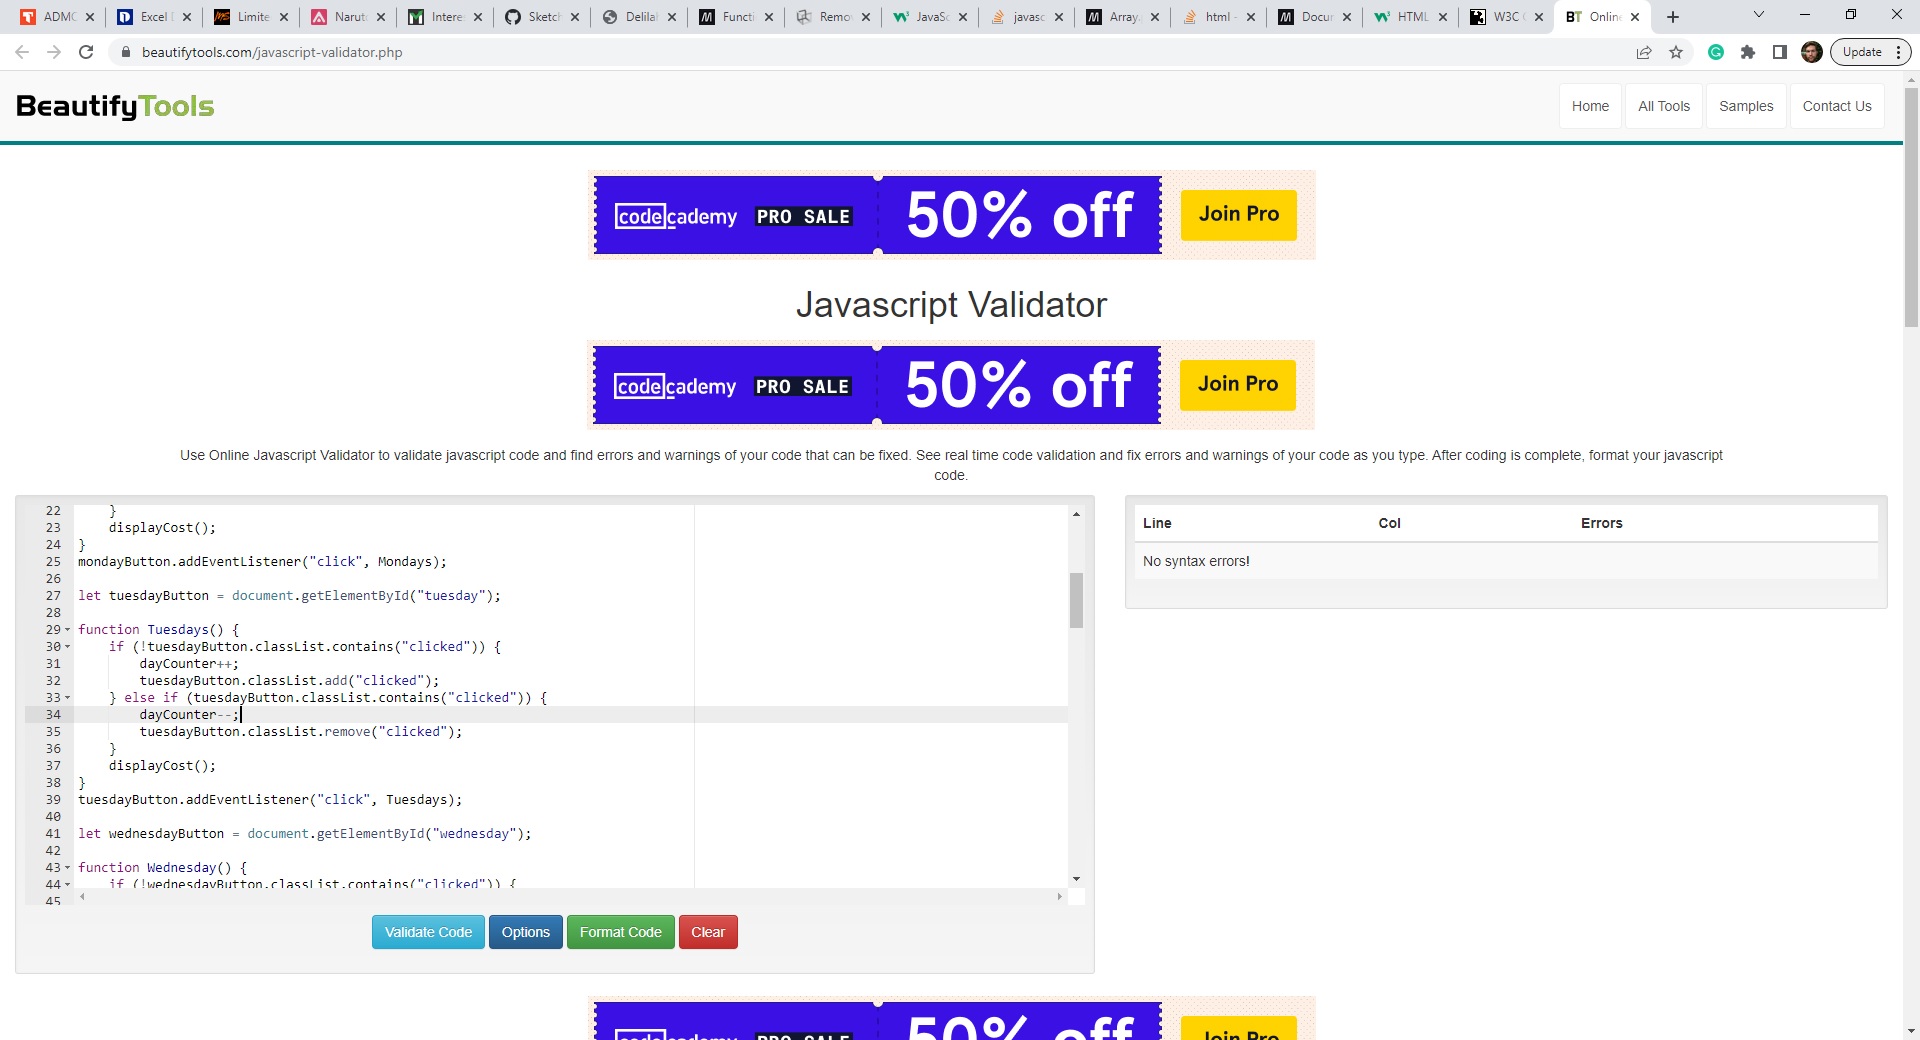 ADMC
Excel
Limite
Narut
Intere
Sketch
Delilah
Functi
Remo
JavaSc
javasc
Array.
html -
Docur
HTML
W3C
BT Online
beautifytools.com/javascript-validator.php
Update
BeautifyTools
Home
All Tools
Samples
Contact Us
codecademy PRO SALE 50% off Join Pro
Javascript Validator
codecademy PRO SALE 50% off Join Pro
Use Online Javascript Validator to validate javascript code and find errors and warnings of your code that can be fixed. See real time code validation and fix errors and warnings of your code as you type. After coding is complete, format your javascript
code.
22 }
23 displayCost();
24 }
25 mondayButton.addEventListener("click", Mondays);
26
27 let tuesdayButton = document.getElementById("tuesday");
28
29 function Tuesdays() {
30 if (!tuesdayButton.classList.contains("clicked")) {
31 dayCounter++;
32 tuesdayButton.classList.add("clicked");
33 } else if (tuesdayButton.classList.contains("clicked")) {
34 dayCounter--;
35 tuesdayButton.classList.remove("clicked");
36 }
37 displayCost();
38 }
39 tuesdayButton.addEventListener("click", Tuesdays);
40
41 let wednesdayButton = document.getElementById("wednesday");
42
43 function Wednesday() {
44 if (!wednesdayButton.classList.contains("clicked")) {
45
Line Col Errors
No syntax errors!
Validate Code
Options
Format Code
Clear
codecademy PRO SALE 50% off Join Pro